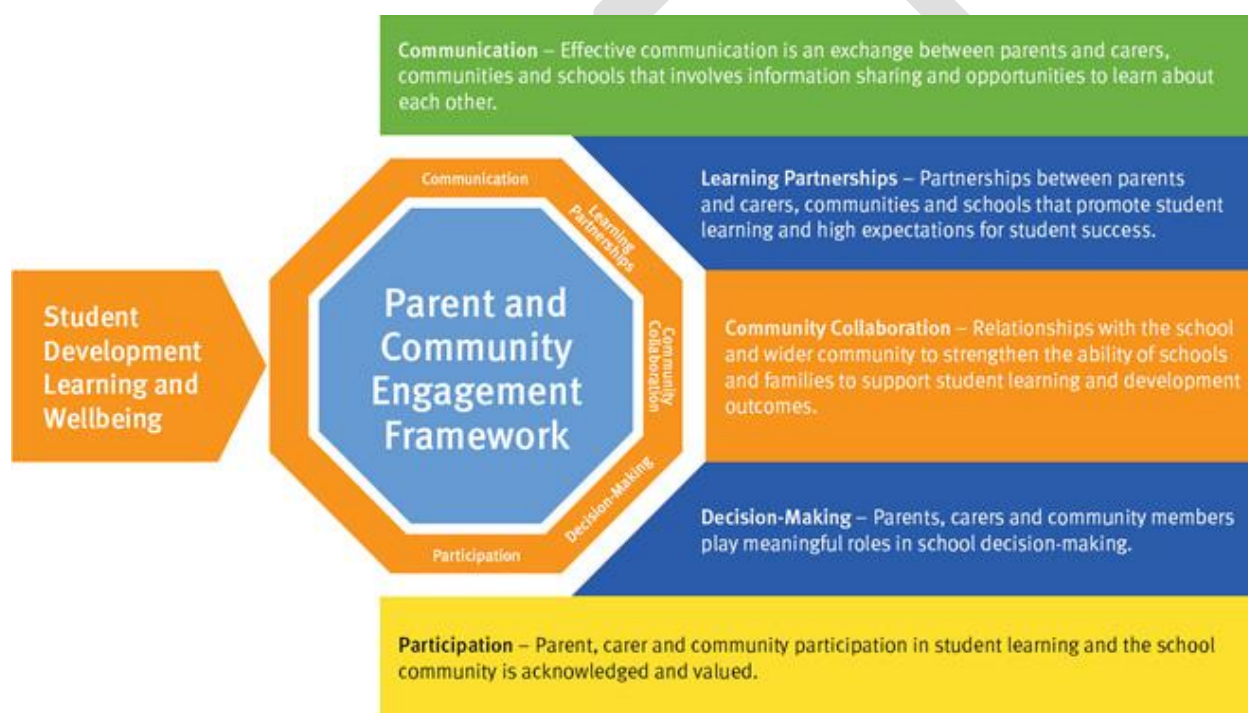 Communication – Effective communication is an exchange between parents and carers,
communities and schools that involves information sharing and opportunities to learn about
each other.
Learning Partnerships – Partnerships between parents
and carers, communities and schools that promote student
learning and high expectations for student success.
Community Collaboration – Relationships with the school
and wider community to strengthen the ability of schools
and families to support student learning and development
outcomes.
Decision-Making – Parents, carers and community members
play meaningful roles in school decision-making.
Participation – Parent, carer and community participation in student learning and the school
community is acknowledged and valued.
Student
Development
Learning and
Wellbeing
Parent and
Community
Engagement
Framework
Communication
Learning
Partnerships
Community
Collaboration
Decision-Making
Participation